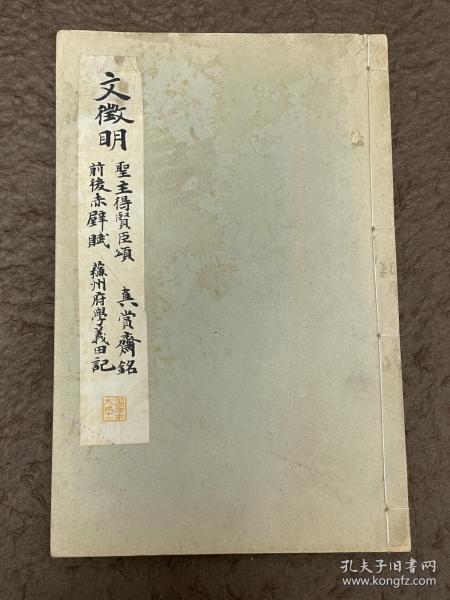 文徵明
聖主得賢臣頌　真賞齋銘
前後赤壁賦　蘇州府學義田記
孔夫子旧书网
www.kongfz.com